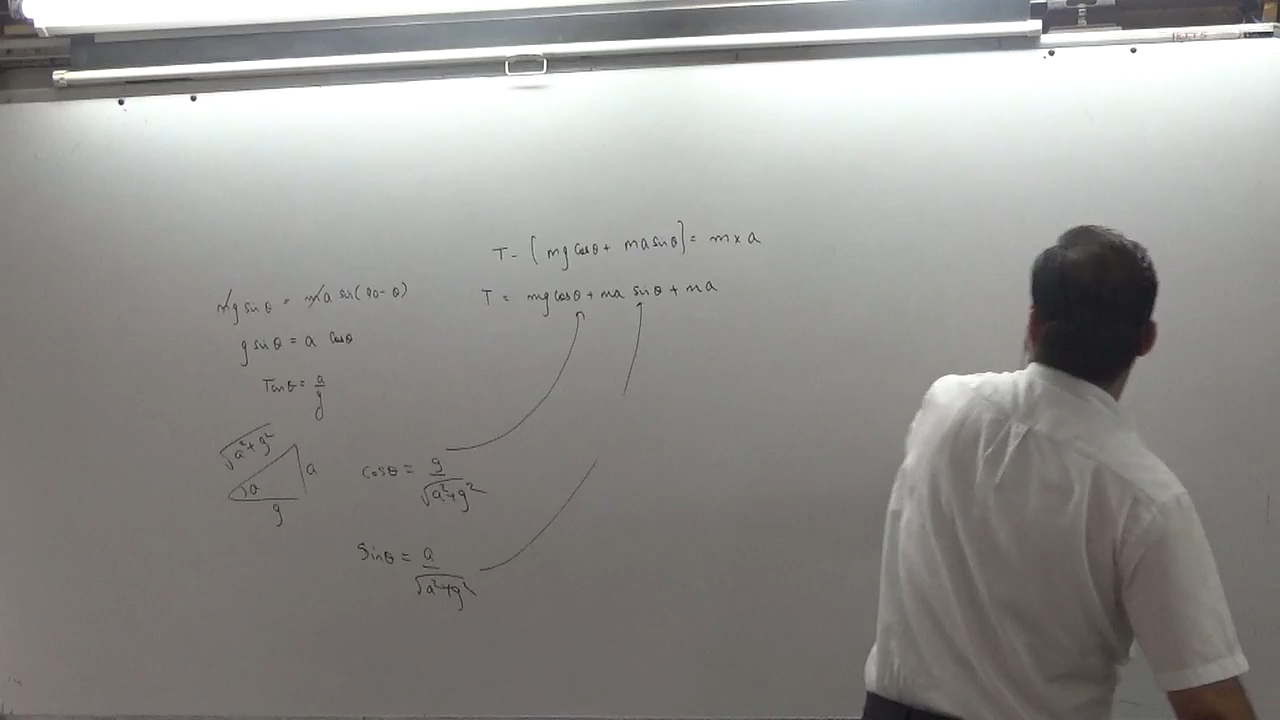 T - (mg cosθ + ma sinθ] = m × a
T = mg cosθ + ma sinθ + ma
mg sinθ = ma sin(90 - θ)
g sinθ = a cosθ
Tanθ = a/g
√a²+g²
a
θ
g
cosθ = g/√a²+g²
Sinθ = a/√a²+g²